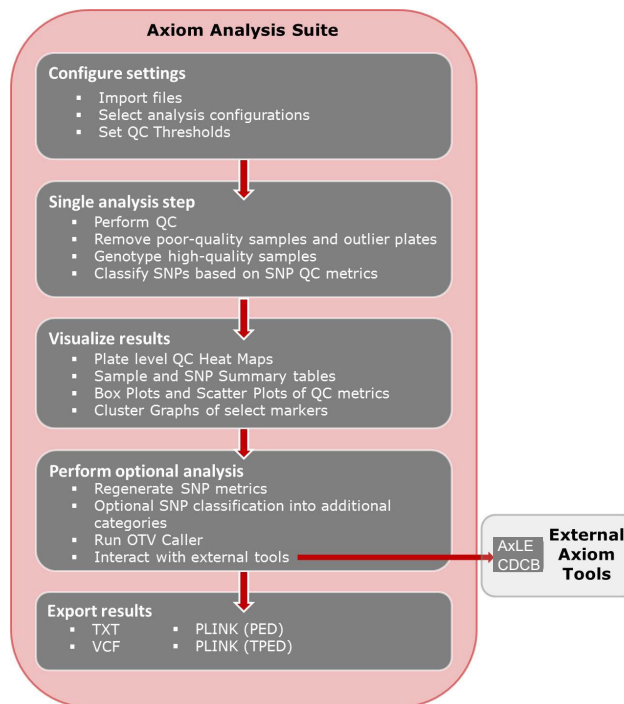 Axiom Analysis Suite
Configure settings
▪ Import files
▪ Select analysis configurations
▪ Set QC Thresholds
Single analysis step
▪ Perform QC
▪ Remove poor-quality samples and outlier plates
▪ Genotype high-quality samples
▪ Classify SNPs based on SNP QC metrics
Visualize results
▪ Plate level QC Heat Maps
▪ Sample and SNP Summary tables
▪ Box Plots and Scatter Plots of QC metrics
▪ Cluster Graphs of select markers
Perform optional analysis
▪ Regenerate SNP metrics
▪ Optional SNP classification into additional
categories
▪ Run OTV Caller
▪ Interact with external tools
AxLE
CDCB
External
Axiom
Tools
Export results
▪ TXT ▪ PLINK (PED)
▪ VCF ▪ PLINK (TPED)